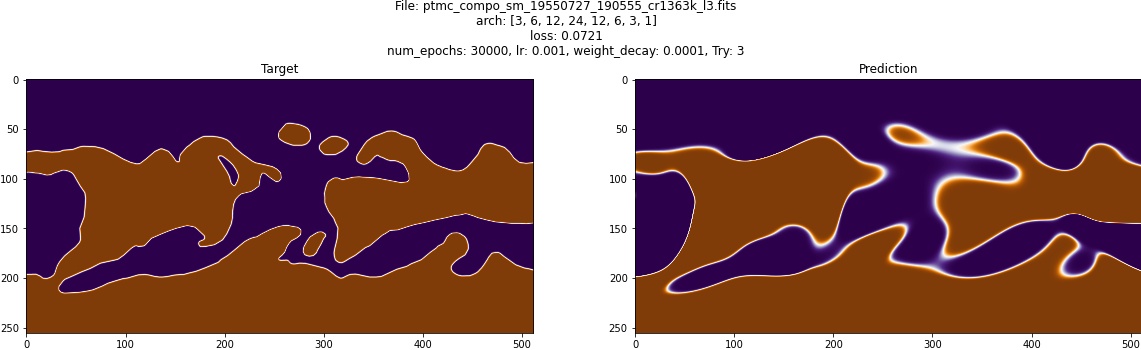 File: ptmc_compo_sm_19550727_190555_cr1363k_l3.fits
arch: [3, 6, 12, 24, 12, 6, 3, 1]
loss: 0.0721
num_epochs: 30000, lr: 0.001, weight_decay: 0.0001, Try: 3
Target
0
50
100
150
200
250
0 100 200 300 400 500
Prediction
0
50
100
150
200
250
0 100 200 300 400 500